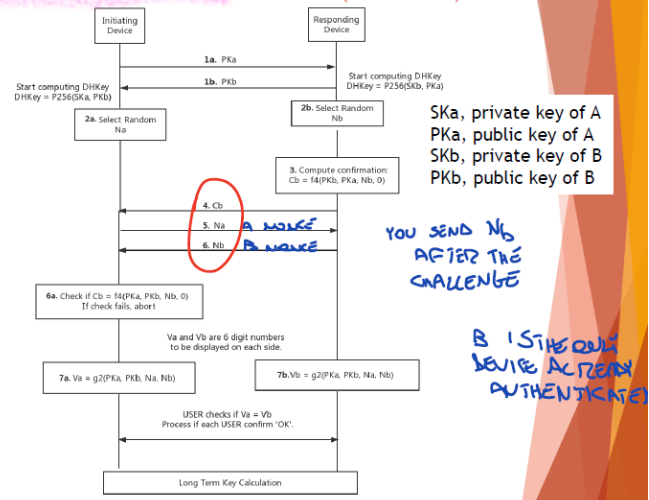 Initiating
Device
Responding
Device
1a. PKa
1b. PKb
Start computing DHKey
DHKey = P256(SKa, PKb)
Start computing DHKey
DHKey = P256(SKb, PKa)
2a. Select Random
Na
2b. Select Random
Nb
SKa, private key of A
PKa, public key of A
SKb, private key of B
PKb, public key of B
3. Compute confirmation:
Cb = f4(PKb, PKa, Nb, 0)
4. Cb
5. Na A NONCE
6. Nb B NONCE
YOU SEND Nb
AFTER THE
CHALLENGE
6a. Check if Cb = f4(PKa, PKb, Nb, 0)
If check fails, abort
Va and Vb are 6 digit numbers
to be displayed on each side.
B IS THE ONLY
DEVICE ALREADY
AUTHENTICATED
7a. Va = g2(PKa, PKb, Na, Nb)
7b. Vb = g2(PKa, PKb, Na, Nb)
USER checks if Va = Vb
Process if each USER confirm 'OK'.
Long Term Key Calculation